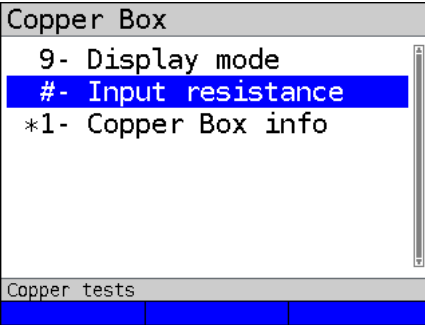 Copper Box
9- Display mode
#- Input resistance
*1- Copper Box info
Copper tests